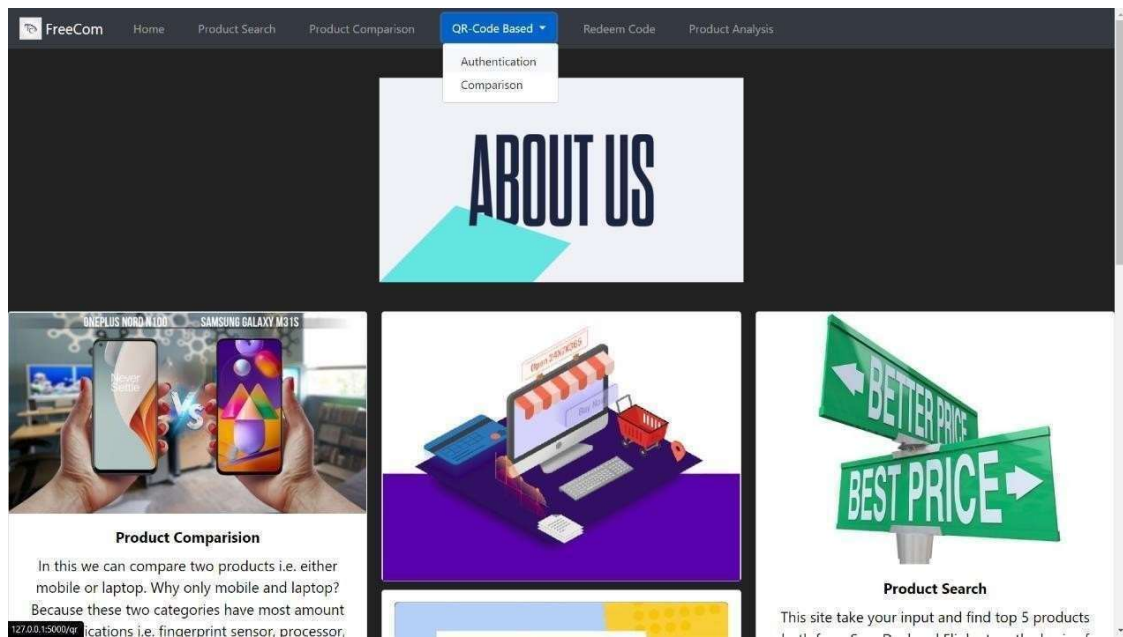 FreeCom Home Product Search Product Comparison QR-Code Based Redeem Code Product Analysis
Authentication
Comparison
ABOUT US
ONEPLUS NORD N100 SAMSUNG GALAXY M31S
Never
Settle
VS
Open 24X7X365
Buy Now
BETTER PRICE
BEST PRICE
Product Comparision
In this we can compare two products i.e. either
mobile or laptop. Why only mobile and laptop?
Because these two categories have most amount
ications i.e. fingerprint sensor, processor,
Product Search
This site take your input and find top 5 products
127.0.0.1:5000/qr